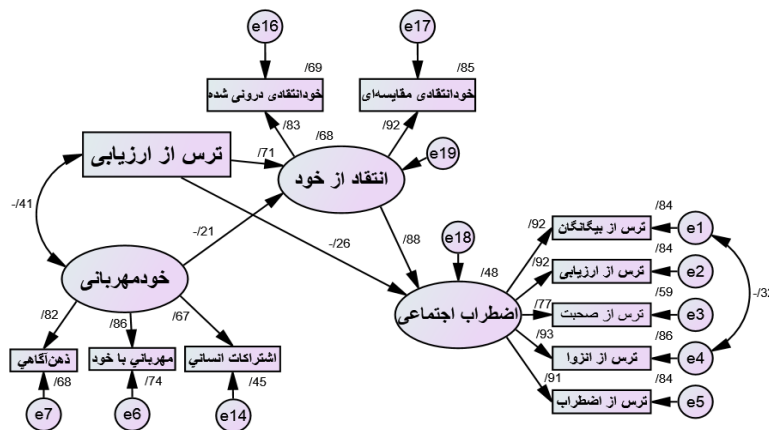 e16
e17
/69
/85
خودانتقادی درونی شده
خودانتقادی مقایسه‌ای
/83
/68
/92
ترس از ارزیابی
/71
انتقاد از خود
e19
-/41
-/21
-/26
/88
e18
/92
/84
ترس از بیگانگان
e1
خودمهربانی
/48
/92
/84
ترس از ارزیابی
e2
-/32
اضطراب اجتماعی
/77
/59
ترس از صحبت
e3
/82
/86
/67
/93
/86
ترس از انزوا
e4
ذهن‌آگاهي
مهرباني با خود
اشتراكات انساني
/91
/84
ترس از اضطراب
e5
/68
/74
/45
e7
e6
e14